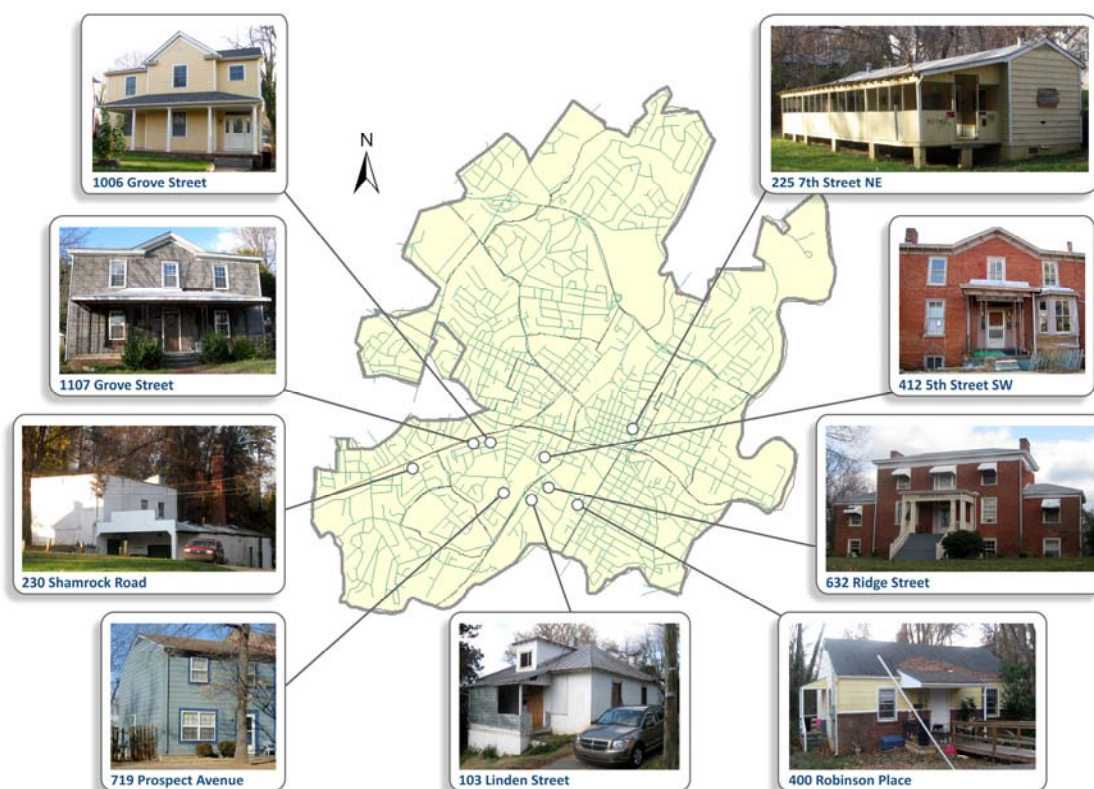 N
1006 Grove Street
225 7th Street NE
1107 Grove Street
412 5th Street SW
230 Shamrock Road
632 Ridge Street
719 Prospect Avenue
103 Linden Street
400 Robinson Place